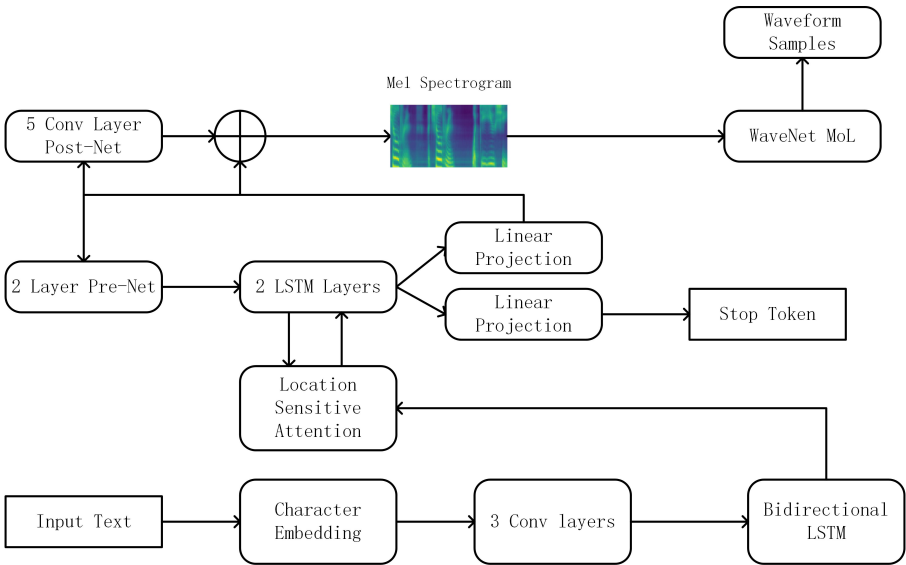 Waveform
Samples
Mel Spectrogram
5 Conv Layer
Post-Net
WaveNet MoL
Linear
Projection
2 Layer Pre-Net
2 LSTM Layers
Linear
Projection
Stop Token
Location
Sensitive
Attention
Input Text
Character
Embedding
3 Conv layers
Bidirectional
LSTM